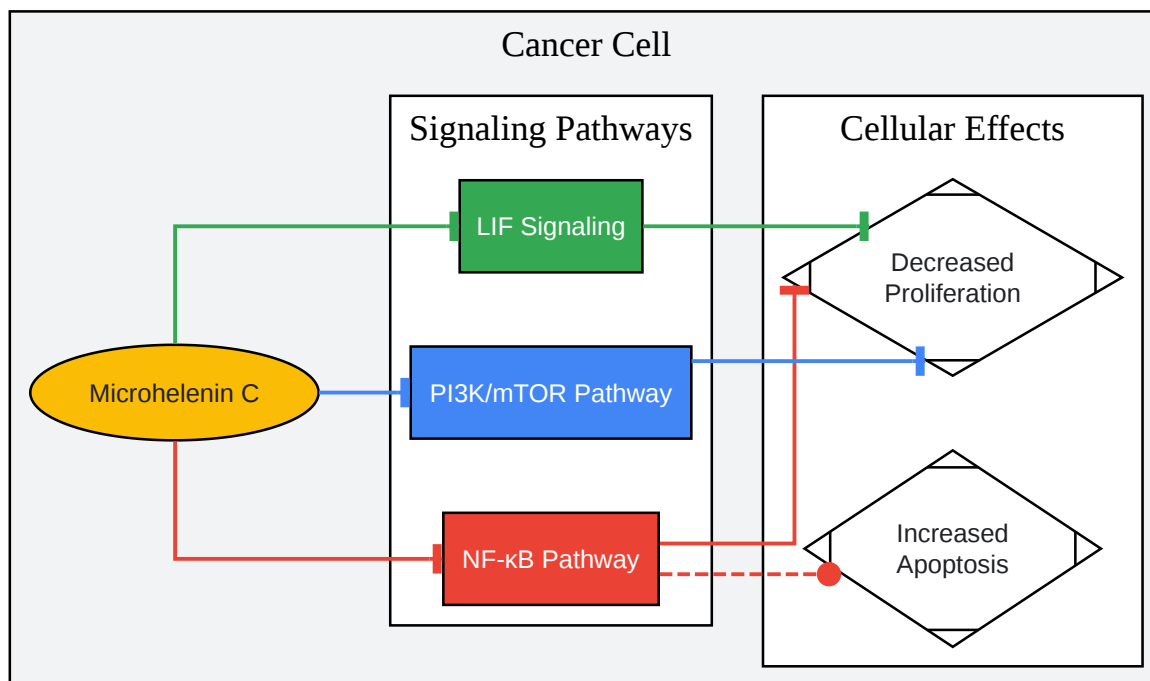 Cancer Cell
Signaling Pathways
Cellular Effects
LIF Signaling
Decreased
Proliferation
Microhelenin C
PI3K/mTOR Pathway
NF-κB Pathway
Increased
Apoptosis